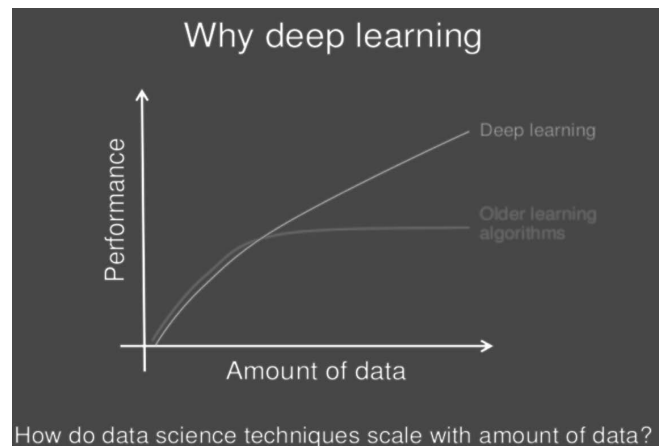 Why deep learning
Deep learning
Performance
Older learning
algorithms
Amount of data
How do data science techniques scale with amount of data?